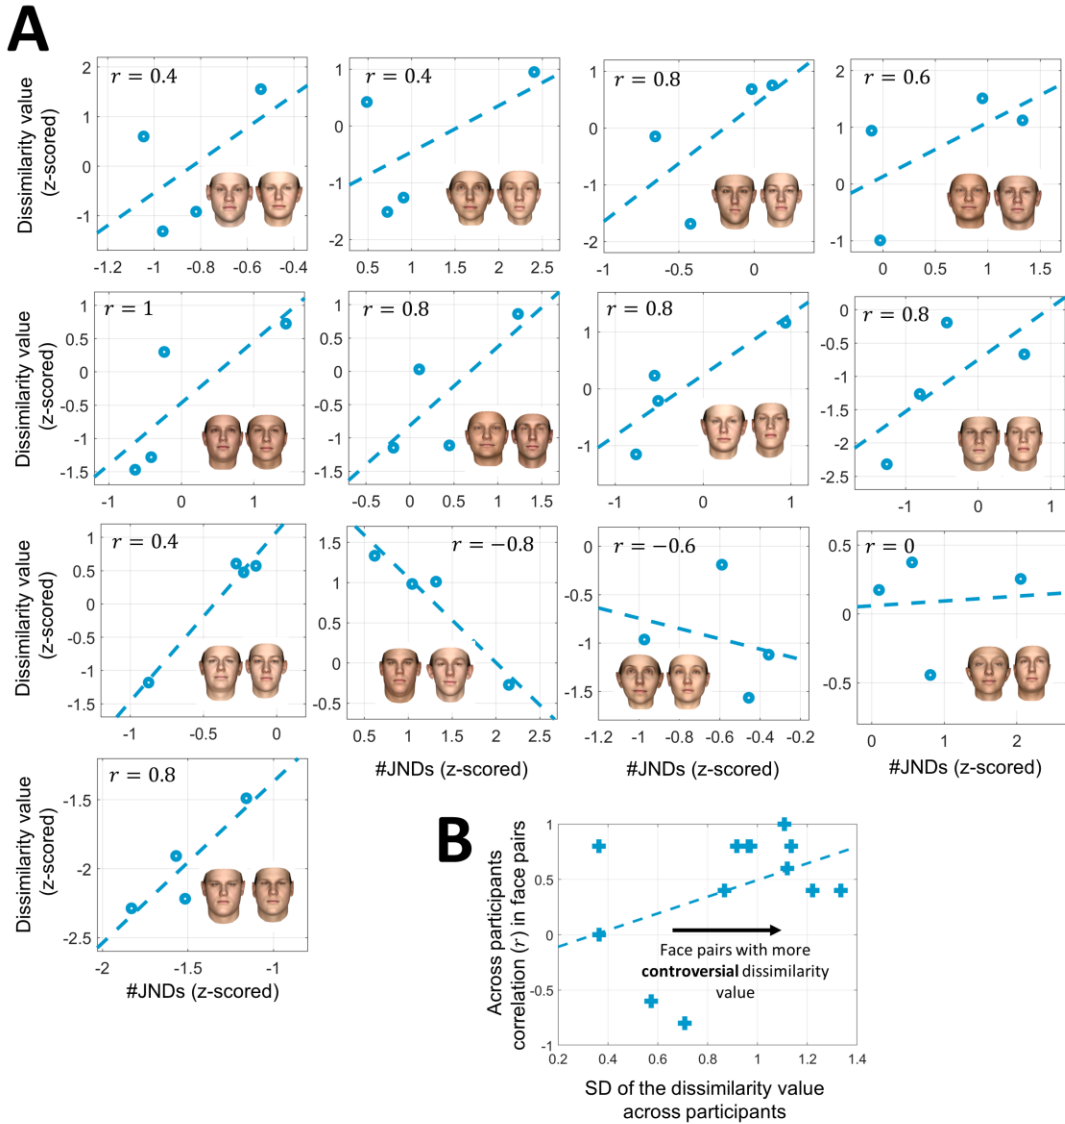 A
r = 0.4
r = 0.4
r = 0.8
r = 0.6
Dissimilarity value
(z-scored)
2
1
0
-1
-1.2 -1 -0.8 -0.6 -0.4
1
0
-1
-2
0.5 1 1.5 2 2.5
1
0
-1
-2
-1 -0.5 0
2
1
0
-1
0 0.5 1 1.5
r = 1
r = 0.8
r = 0.8
r = 0.8
Dissimilarity value
(z-scored)
1
0.5
0
-0.5
-1
-1.5
-1 0 1
1
0.5
0
-0.5
-1
-1.5
-0.5 0 0.5 1 1.5
1
0
-1
-1 0 1
0
-0.5
-1
-1.5
-2
-2.5
-1 0 1
r = 0.4
r = −0.8
r = −0.6
r = 0
Dissimilarity value
(z-scored)
1
0.5
0
-0.5
-1
-1.5
-1 -0.5 0
1.5
1
0.5
0
-0.5
0.5 1 1.5 2 2.5
0
-0.5
-1
-1.5
-1.2 -1 -0.8 -0.6 -0.4 -0.2
0.5
0
-0.5
0 1 2
#JNDs (z-scored)
#JNDs (z-scored)
#JNDs (z-scored)
r = 0.8
Dissimilarity value
(z-scored)
-1.5
-2
-2.5
-2 -1.5 -1
#JNDs (z-scored)
B
Across participants
correlation (r) in face pairs
1
0.5
0
-0.5
-1
Face pairs with more
controversial dissimilarity
value
0.2 0.4 0.6 0.8 1 1.2 1.4
SD of the dissimilarity value
across participants